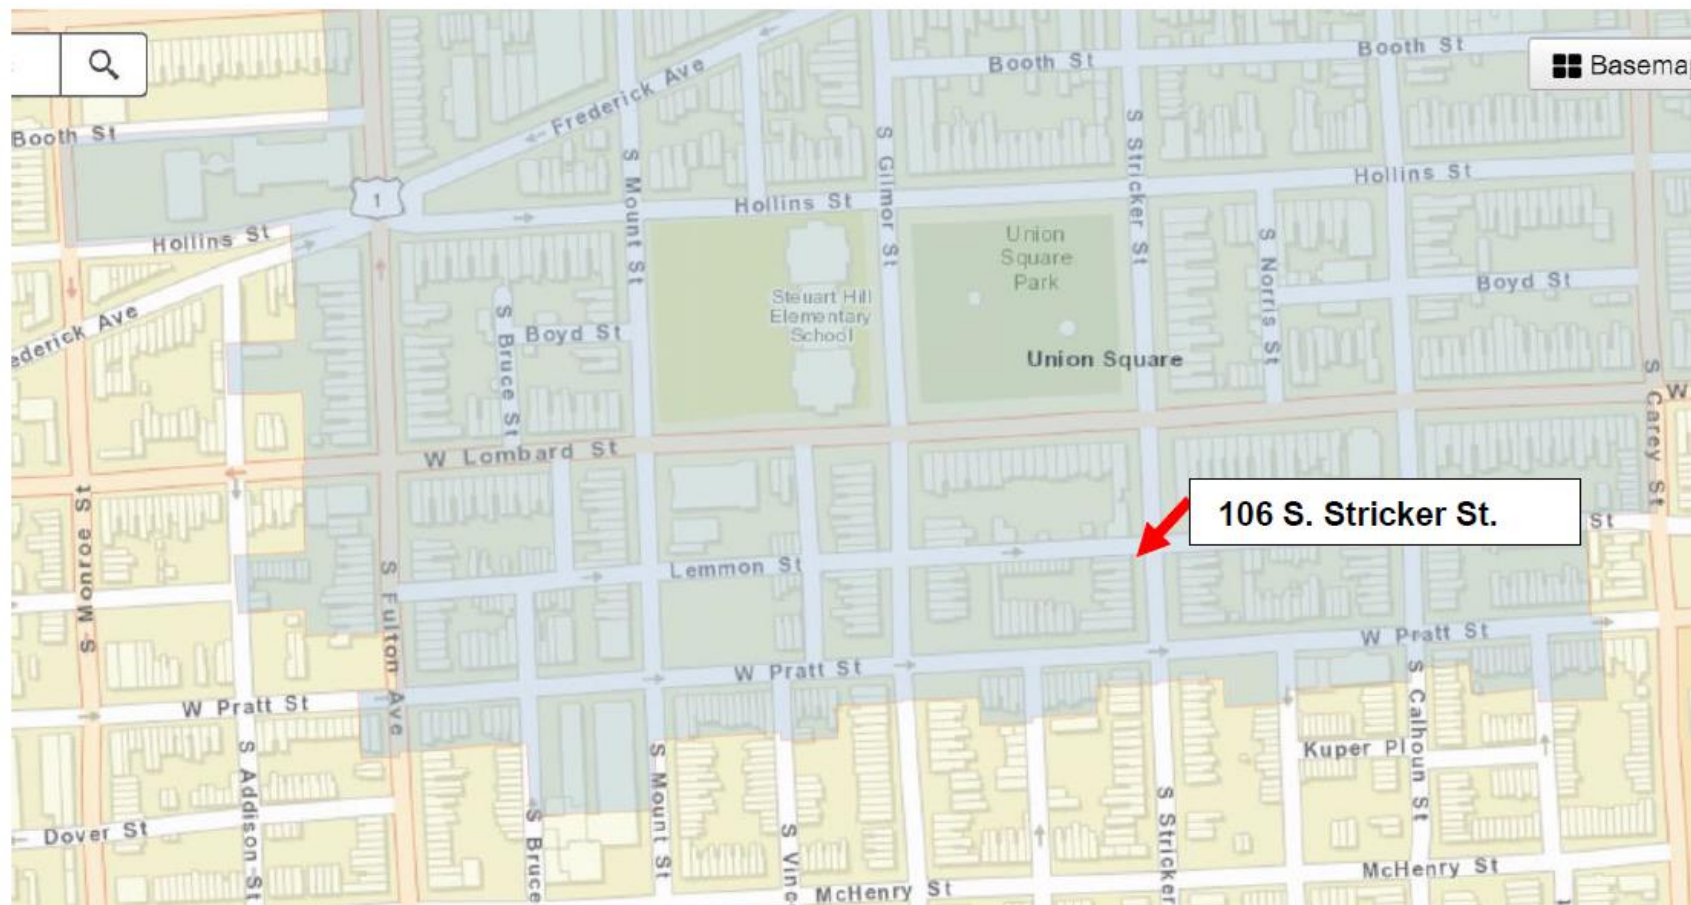 Booth St
Booth St
Basemap
Booth St
Frederick Ave
S Mount St
S Gilmor St
S Stricker St
1
Hollins St
Hollins St
Hollins St
Union
Square
Park
S Norris St
Boyd St
Steuart Hill
Elementary
School
Frederick Ave
S Bruce St
Boyd St
Union Square
S Carey St
W
W Lombard St
106 S. Stricker St.
St
S Monroe St
S Fulton Ave
Lemmon St
W Pratt St
W Pratt St
W Pratt St
S Addison St
S Mount St
S Calhoun St
Kuper Pl
Dover St
S Bruce
S Vinc
S Stricker
McHenry St
McHenry St